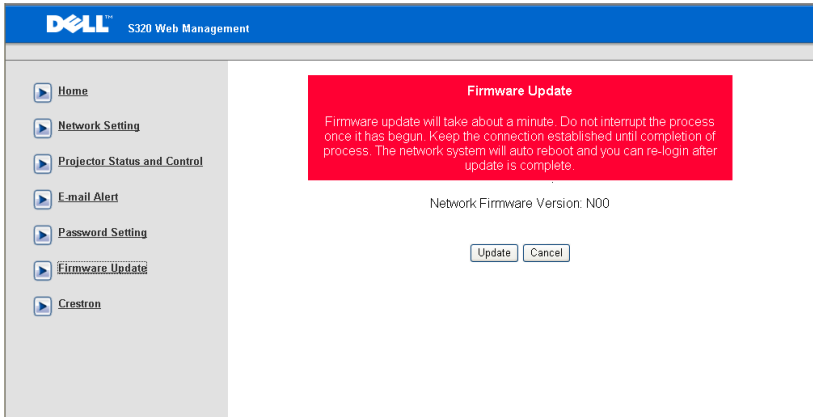 DELL™ S320 Web Management
Home
Network Setting
Projector Status and Control
E-mail Alert
Password Setting
Firmware Update
Crestron
Firmware Update
Firmware update will take about a minute. Do not interrupt the process
once it has begun. Keep the connection established until completion of
process. The network system will auto reboot and you can re-login after
update is complete.
Network Firmware Version: N00
Update Cancel